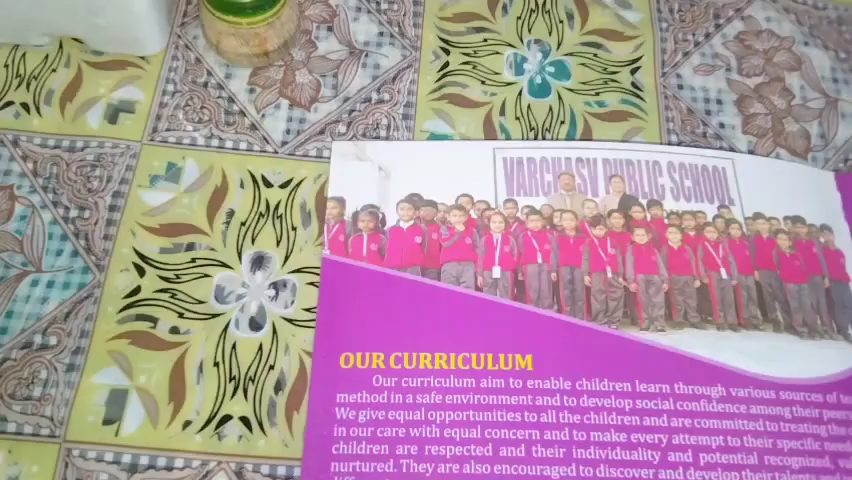 VARCHASV PUBLIC SCHOOL
OUR CURRICULUM
Our curriculum aim to enable children learn through various sources of
method in a safe environment and to develop social confidence among their peers
We give equal opportunities to all the children and are committed to treating the
in our care with equal concern and to make every attempt to their specific need
children are respected and their individuality and potential recognized,
nurtured. They are also encouraged to discover and develop their talents and